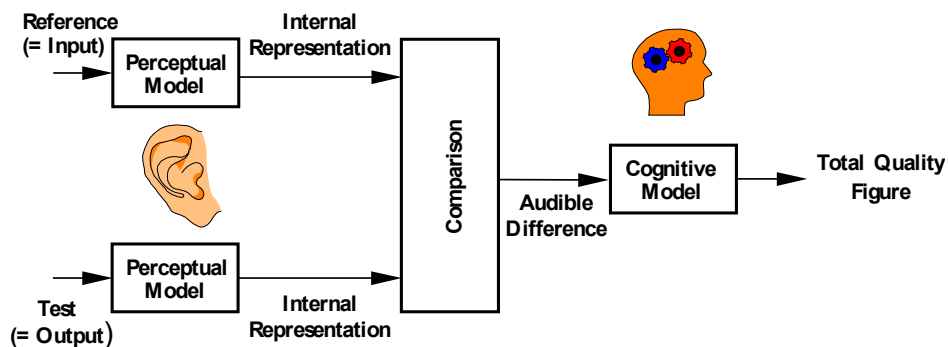 Reference
(= Input)
Perceptual
Model
Internal
Representation
Comparison
Audible
Difference
Cognitive
Model
Total Quality
Figure
Test
(= Output)
Perceptual
Model
Internal
Representation